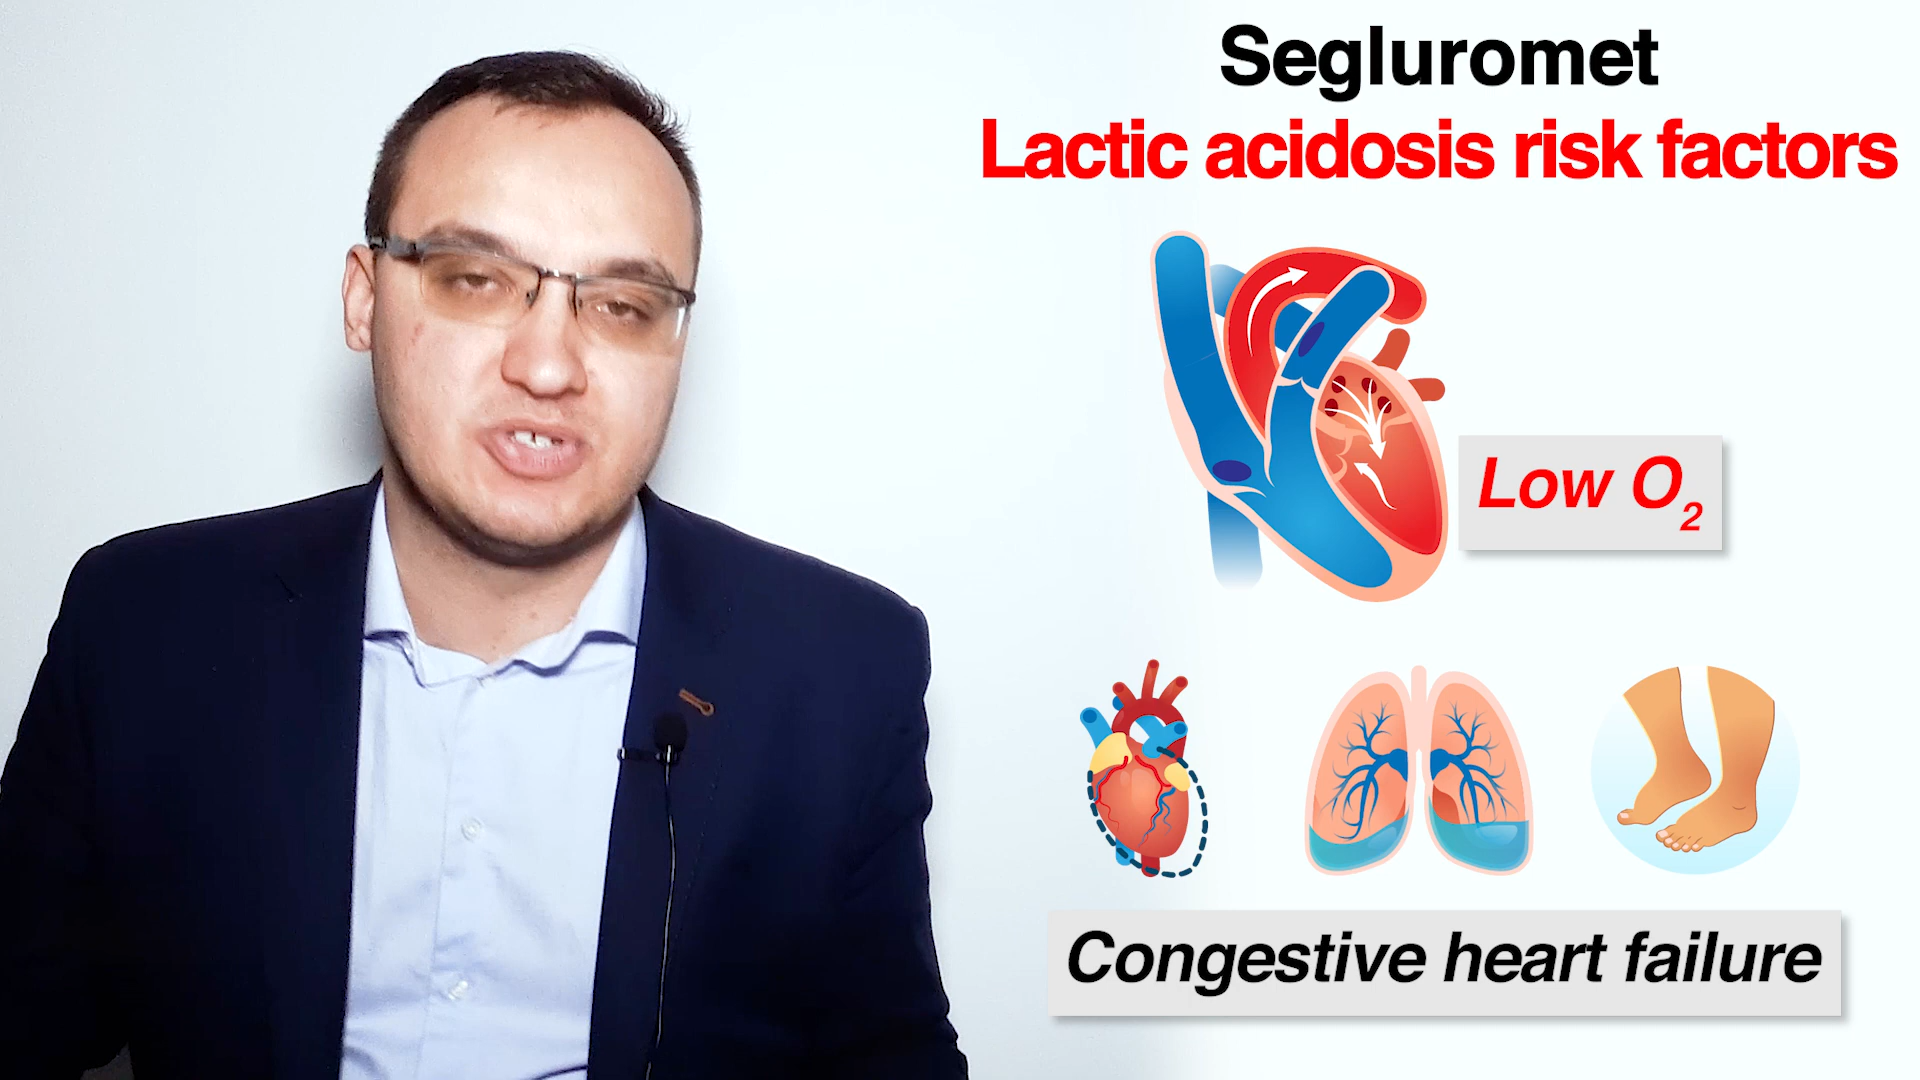 Segluromet
Lactic acidosis risk factors
Low O₂
Congestive heart failure